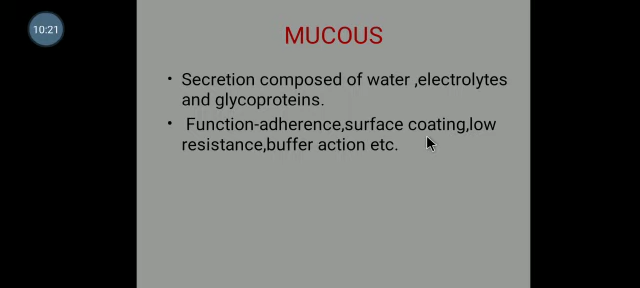 10:21
MUCOUS
• Secretion composed of water ,electrolytes
and glycoproteins.
• Function-adherence,surface coating,low
resistance,buffer action etc.